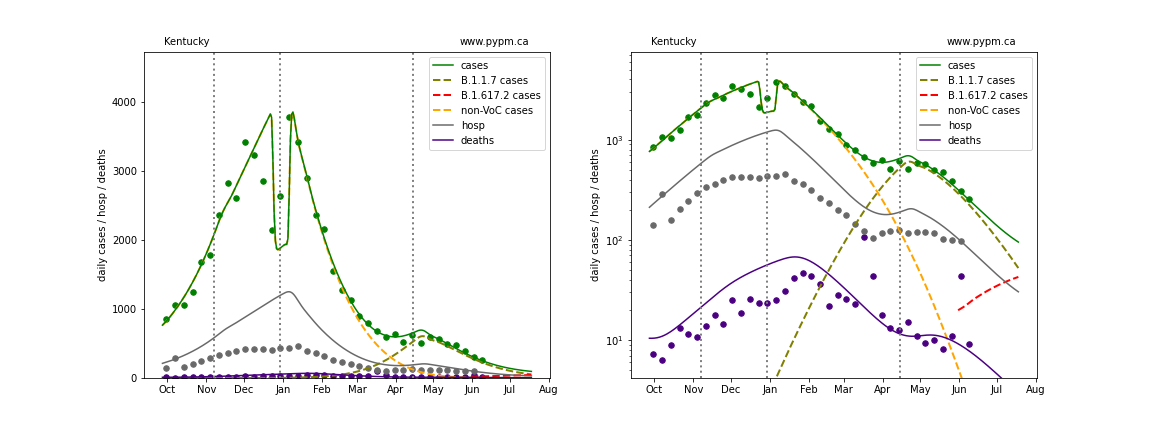 Kentucky
www.pypm.ca
cases
B.1.1.7 cases
B.1.617.2 cases
non-VoC cases
hosp
deaths
daily cases / hosp / deaths
4000
3000
2000
1000
0
Oct Nov Dec Jan Feb Mar Apr May Jun Jul Aug
Kentucky
www.pypm.ca
cases
B.1.1.7 cases
B.1.617.2 cases
non-VoC cases
hosp
deaths
daily cases / hosp / deaths
10³
10²
10¹
Oct Nov Dec Jan Feb Mar Apr May Jun Jul Aug